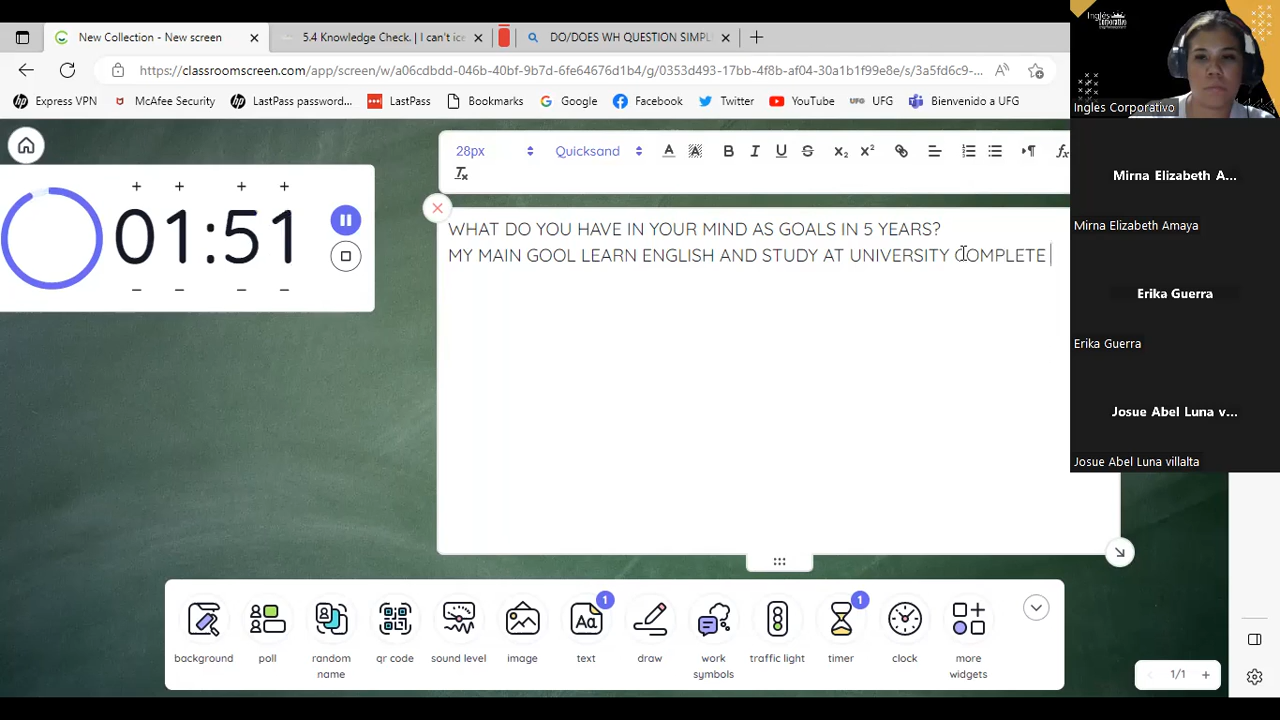 New Collection - New screen
5.4 Knowledge Check. | I can't ice
DO/DOES WH QUESTION SIMPL
https://classroomscreen.com/app/screen/w/a06cdbdd-046b-40bf-9b7d-6fe64676d1b4/g/0353d493-17bb-4f8b-af04-30a1b1f99e8e/s/3a5fd6c9-...
Express VPN
McAfee Security
LastPass password...
LastPass
Bookmarks
Google
Facebook
Twitter
YouTube
UFG
UFG
Bienvenido a UFG
Inglés
Corporativo
Ingles Corporativo
28px
Quicksand
01:51
WHAT DO YOU HAVE IN YOUR MIND AS GOALS IN 5 YEARS?
MY MAIN GOOL LEARN ENGLISH AND STUDY AT UNIVERSITY COMPLETE
Mirna Elizabeth A...
Mirna Elizabeth Amaya
Erika Guerra
Erika Guerra
Josue Abel Luna v...
Josue Abel Luna villalta
background
poll
random name
qr code
sound level
image
1
text
draw
work symbols
traffic light
1
timer
clock
more widgets
1/1